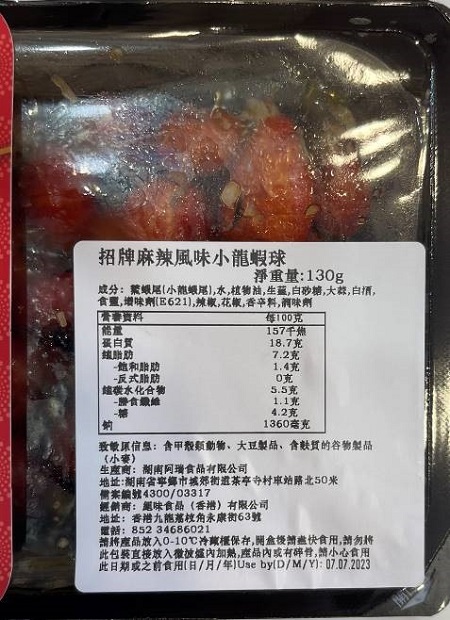 招牌麻辣風味小龍蝦球
淨重量:130g
成分: 螯蝦尾(小龍蝦尾),水,植物油,生薑,白砂糖,大蒜,白酒,
食鹽,增味劑(E621),辣椒,花椒,香辛料,調味劑
營養資料 每100克
能量 157千焦
蛋白質 18.7克
總脂肪 7.2克
-飽和脂肪 1.4克
-反式脂肪 0克
總碳水化合物 5.5克
-膳食纖維 1.1克
-糖 4.2克
鈉 1360毫克
致敏原信息: 含甲殼類動物、大豆製品、含麩質的谷物製品
(小麥)
生產商: 湖南阿瑞食品有限公司
地址:湖南省寧鄉市城郊街道茶亭寺村車站路北50米
備案編號4300/03317
經銷商: 經味食品(香港)有限公司
地址: 香港九龍荔枝角永康街63號
電話: 852 34686021
請將產品放入0-10℃冷藏櫃保存,開盒後請盡快食用,請勿將
此包裝直接放入微波爐內加熱,產品內或有碎骨,請小心食用
此日期或之前食用(日/月/年)Use by(D/M/Y): 07.07.2023